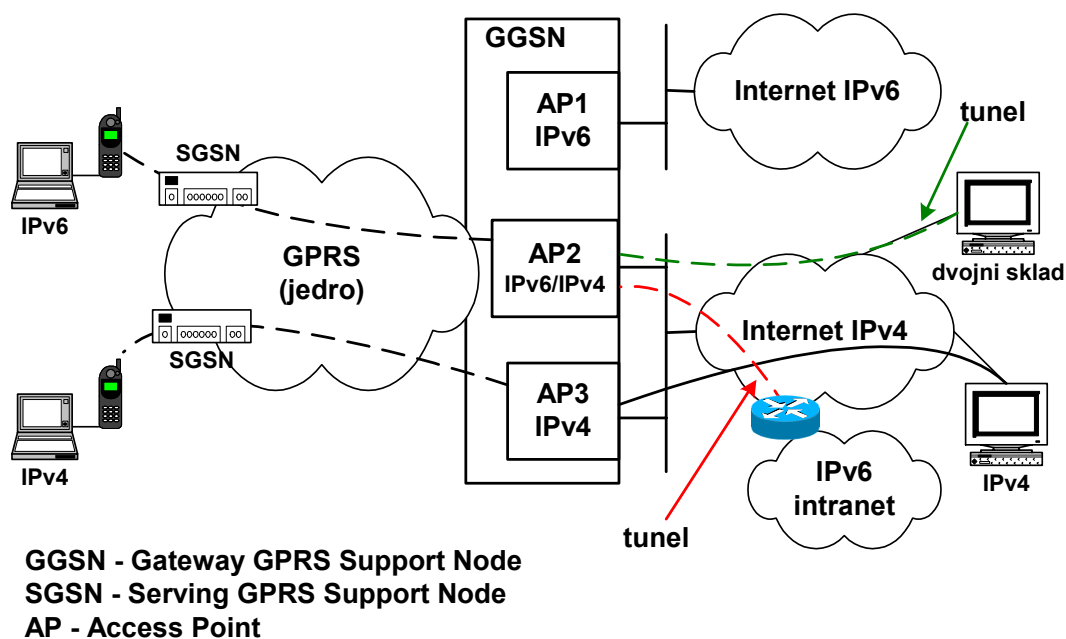 GGSN
AP1
IPv6
Internet IPv6
tunel
SGSN
IPv6
GPRS
(jedro)
AP2
IPv6/IPv4
dvojni sklad
Internet IPv4
SGSN
AP3
IPv4
IPv4
IPv6
intranet
IPv4
tunel
GGSN - Gateway GPRS Support Node
SGSN - Serving GPRS Support Node
AP - Access Point